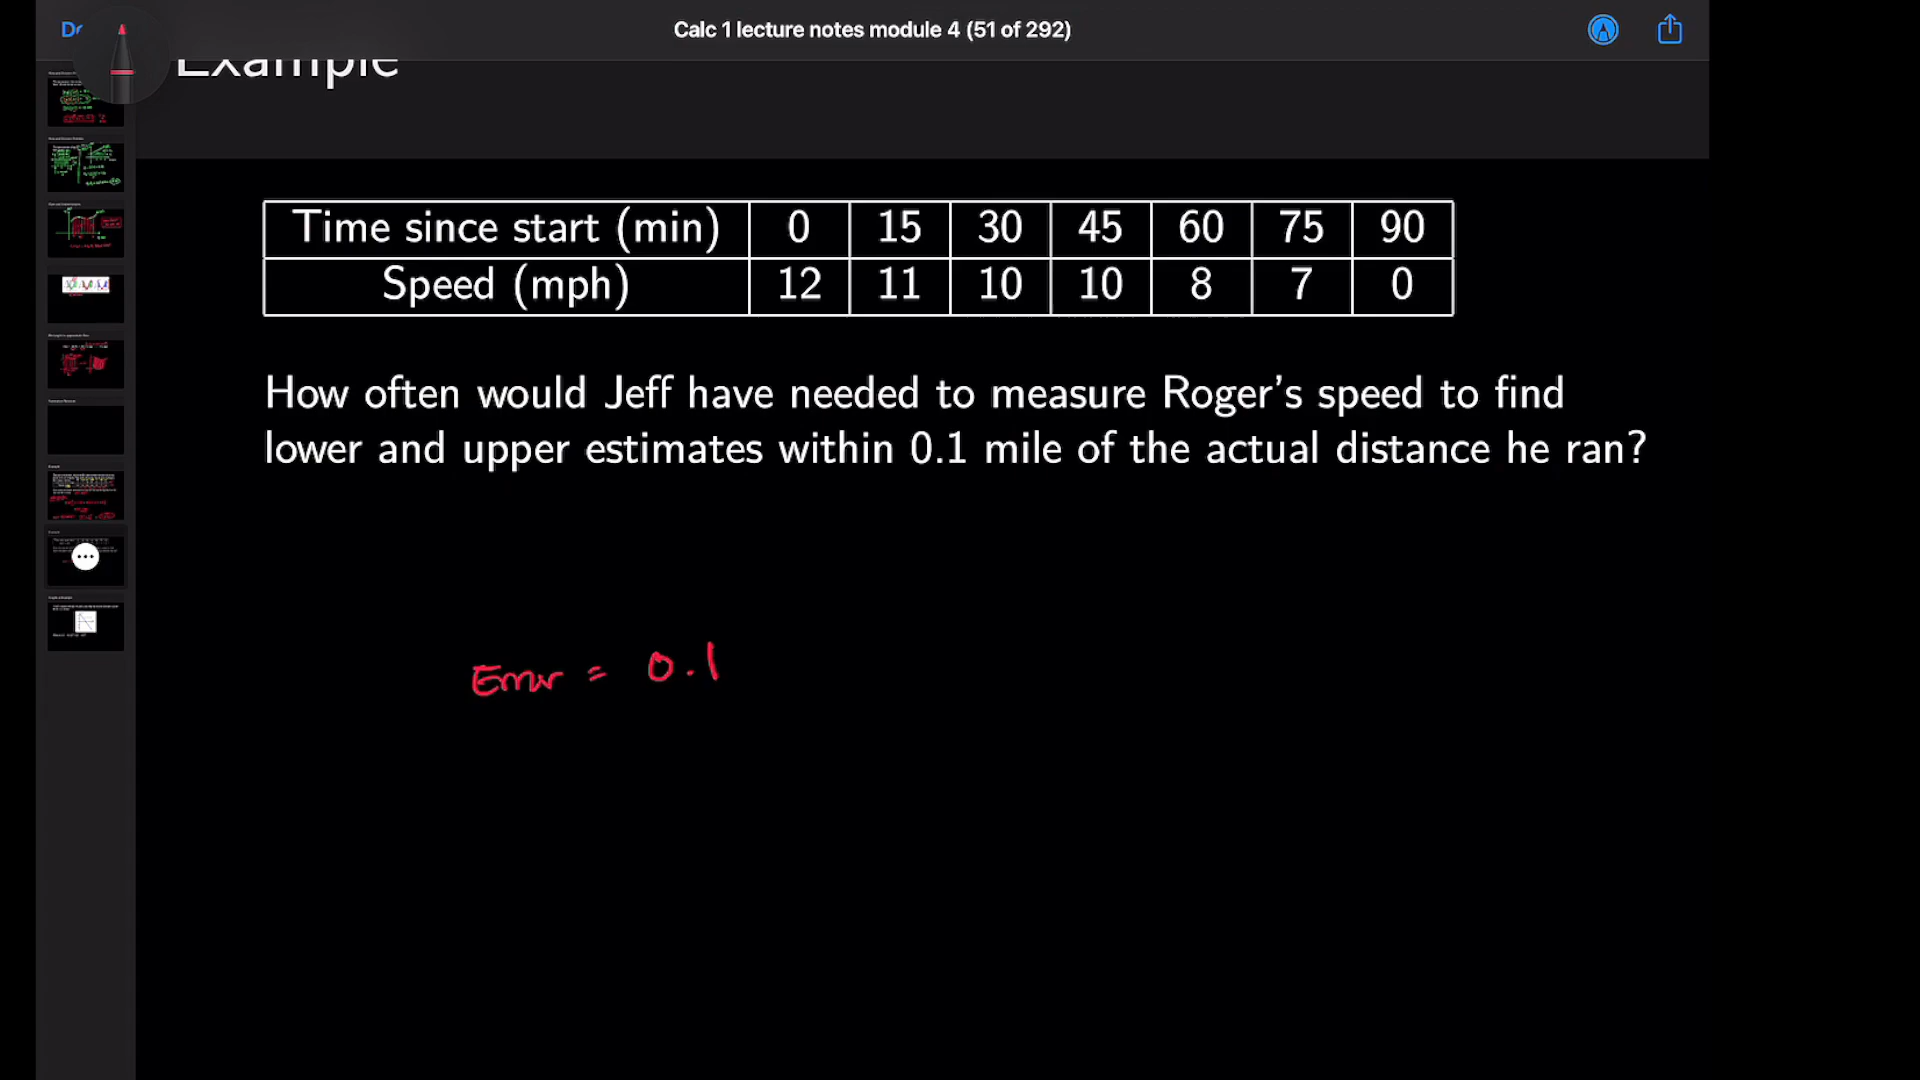 Dr
Calc 1 lecture notes module 4 (51 of 292)
Example
Time since start (min) 0 15 30 45 60 75 90
Speed (mph) 12 11 10 10 8 7 0
How often would Jeff have needed to measure Roger's speed to find
lower and upper estimates within 0.1 mile of the actual distance he ran?
Error = 0.1